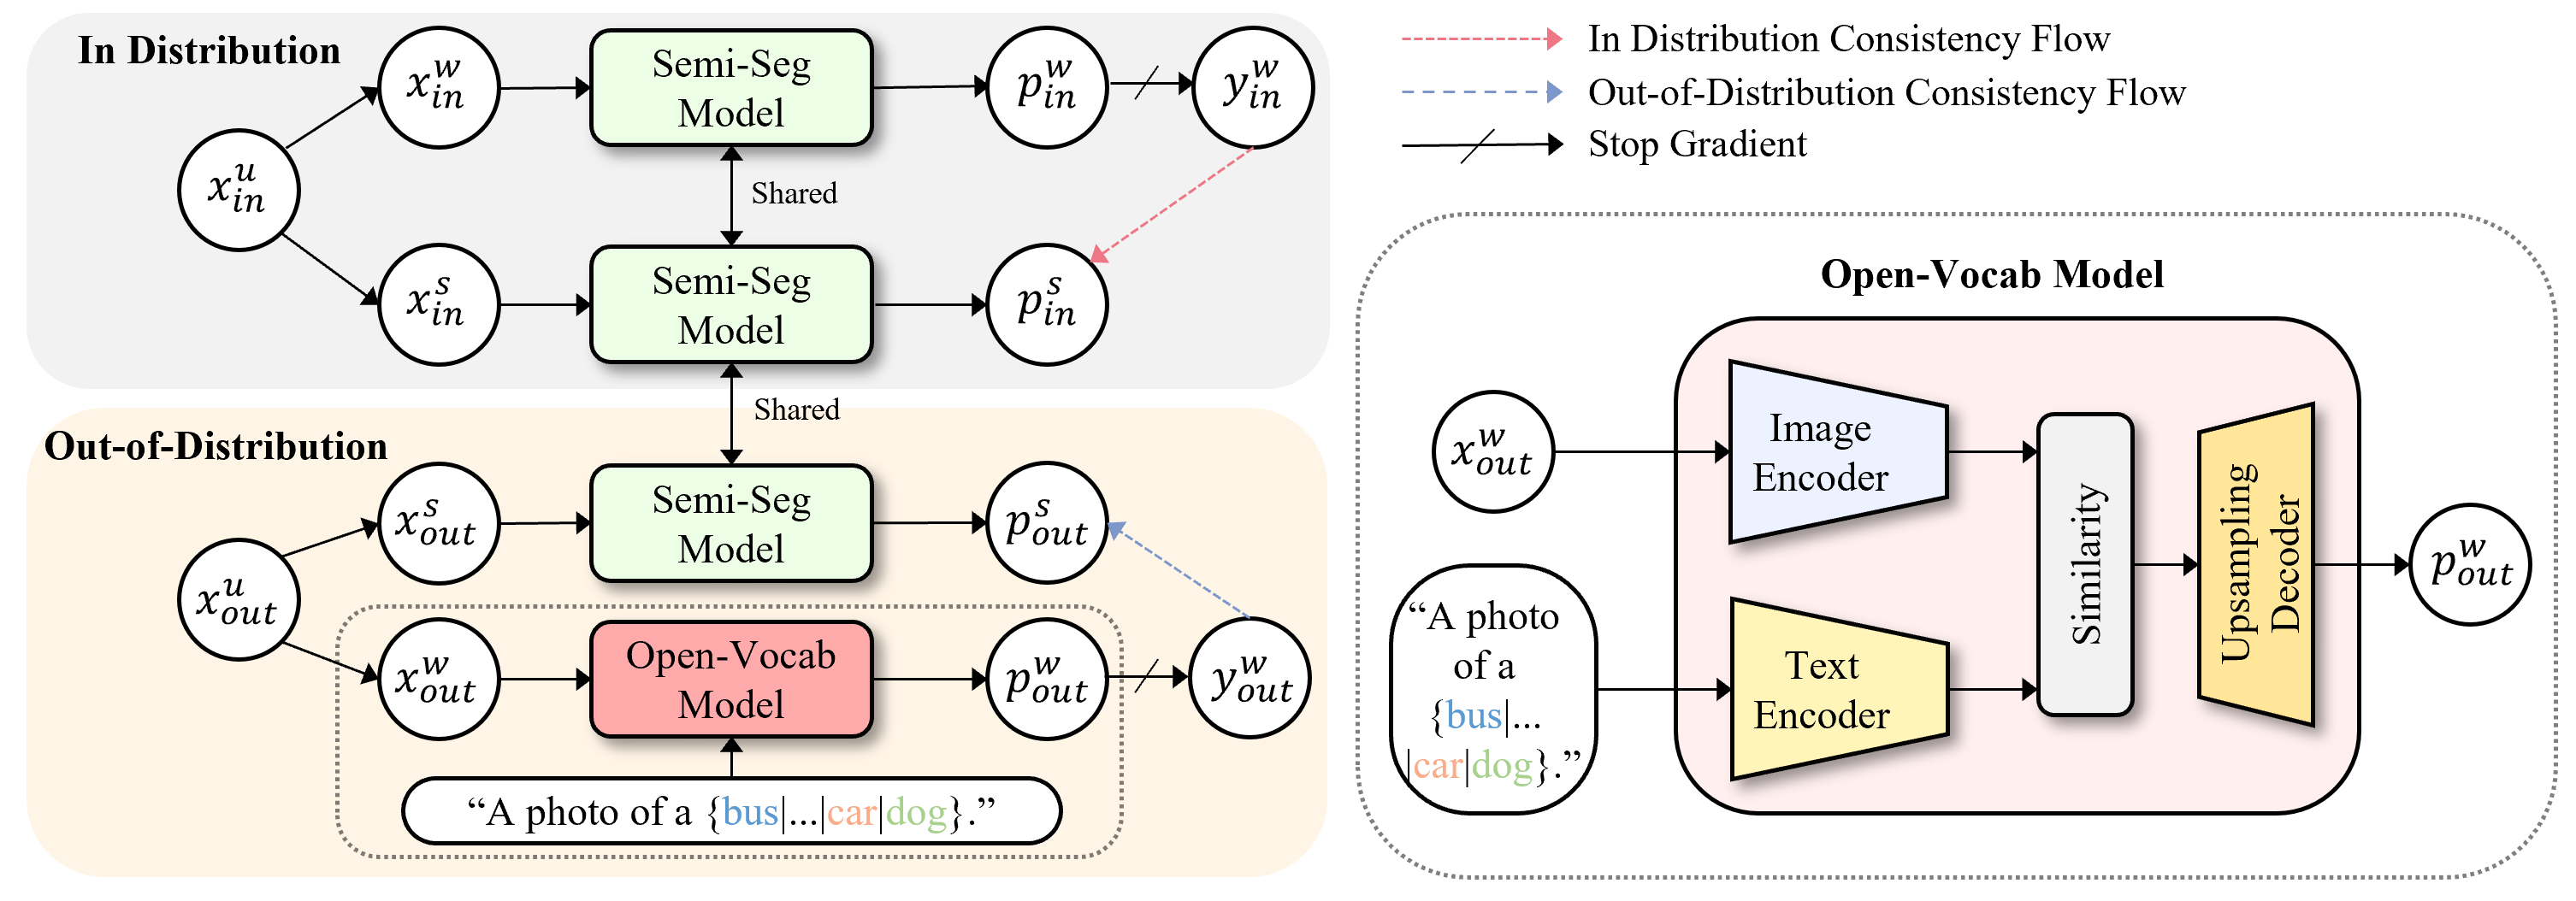 In Distribution
x_{in}^{u}
x_{in}^{w}
Semi-Seg
Model
p_{in}^{w}
y_{in}^{w}
Shared
x_{in}^{s}
Semi-Seg
Model
p_{in}^{s}
Shared
Out-of-Distribution
x_{out}^{u}
x_{out}^{s}
Semi-Seg
Model
p_{out}^{s}
x_{out}^{w}
Open-Vocab
Model
p_{out}^{w}
y_{out}^{w}
“A photo of a {bus|...|car|dog}.”
In Distribution Consistency Flow
Out-of-Distribution Consistency Flow
Stop Gradient
Open-Vocab Model
x_{out}^{w}
Image
Encoder
“A photo
of a
{bus|...
|car|dog}.”
Text
Encoder
Similarity
Upsampling
Decoder
p_{out}^{w}